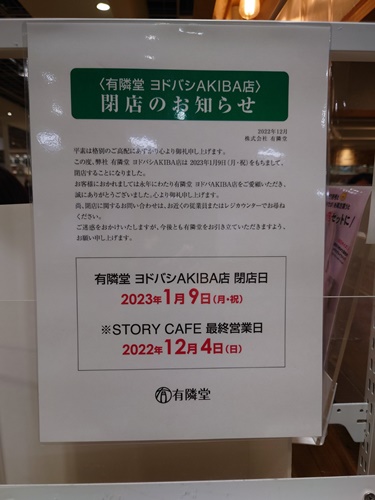 〈有隣堂 ヨドバシAKIBA店〉
閉店のお知らせ
2022年12月
株式会社 有隣堂
平素は格別のご高配にあずかり心より御礼申し上げます。
この度、弊社 有隣堂 ヨドバシAKIBA店は 2023年1月9日(月・祝)をもちまして、
閉店することになりました。
お客様におかれましては永年にわたり有隣堂 ヨドバシAKIBA店をご愛顧いただき、
誠にありがとうございました。心より御礼申し上げます。
尚、閉店に関するお問い合わせは、お近くの従業員またはレジカウンターでお尋ね
ください。
ご迷惑をおかけいたしますが、今後とも有隣堂をお引き立ていただきますよう、
お願い申し上げます。
有隣堂 ヨドバシAKIBA店 閉店日
2023年1月9日(月・祝)
※STORY CAFE 最終営業日
2022年12月4日(日)
有隣堂
セットに!